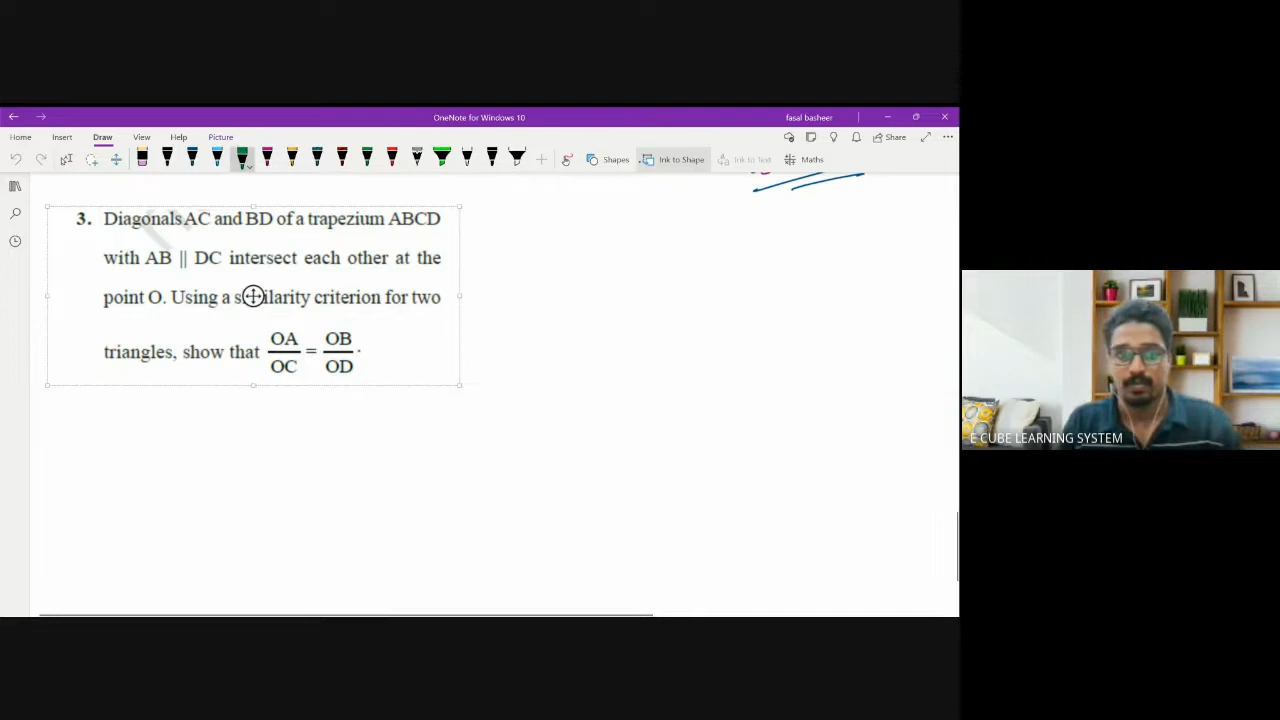 OneNote for Windows 10
fasal basheer
Home Insert Draw View Help Picture
Share
Shapes Ink to Shape Ink to Text Maths
3. Diagonals AC and BD of a trapezium ABCD
with AB || DC intersect each other at the
point O. Using a similarity criterion for two
triangles, show that OA/OC = OB/OD .
E CUBE LEARNING SYSTEM